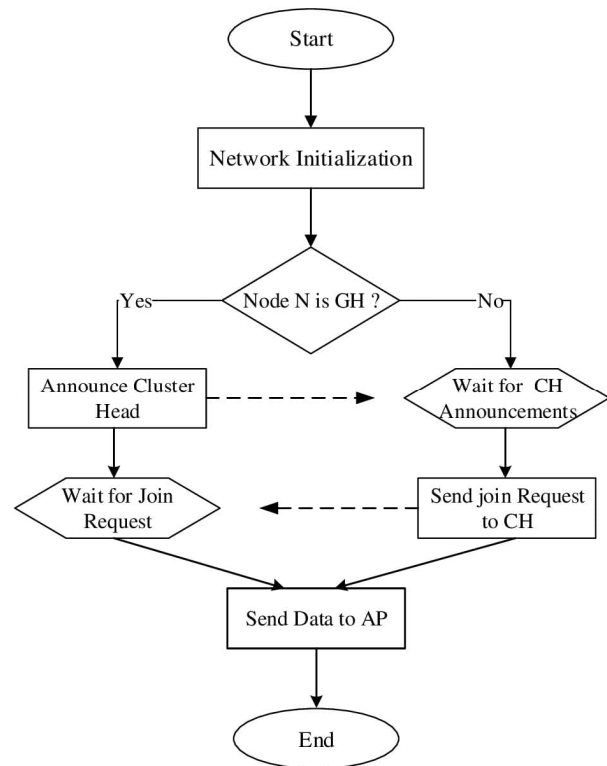 Start
Network Initialization
Node N is GH ?
Yes
No
Announce Cluster
Head
Wait for CH
Announcements
Wait for Join
Request
Send join Request
to CH
Send Data to AP
End